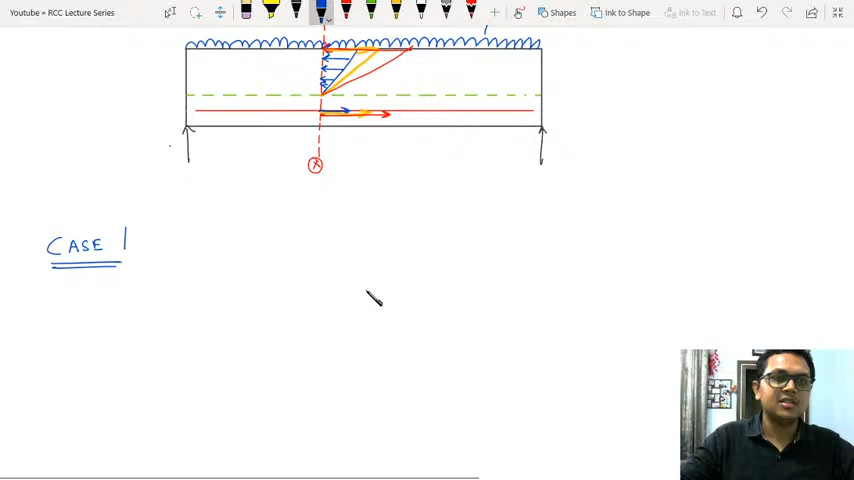 Youtube » RCC Lecture Series
Shapes
Ink to Shape
Ink to Text
X
CASE 1